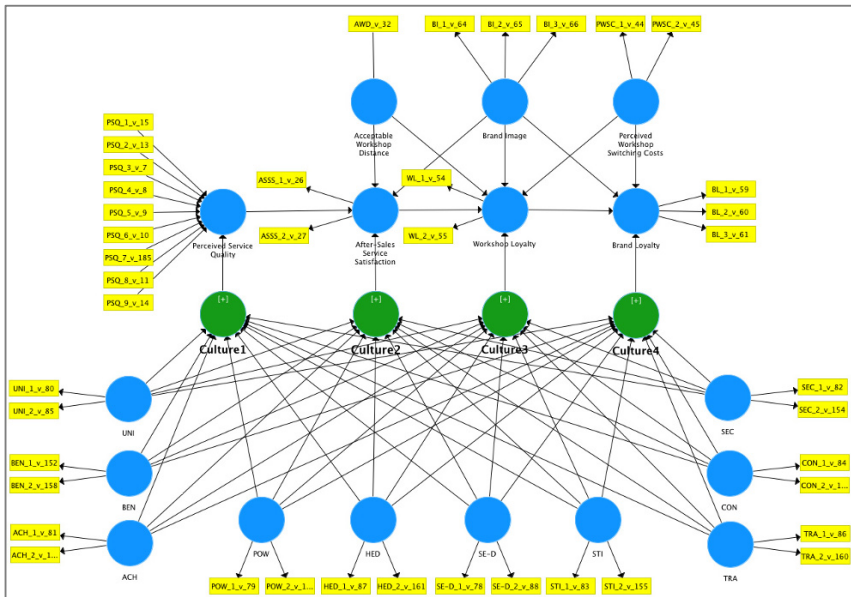 AWD_v_32
BI_1_v_64
BI_2_v_65
BI_3_v_66
PWSC_1_v_44
PWSC_2_v_45
Acceptable
Workshop
Distance
Brand Image
Perceived
Workshop
Switching Costs
PSQ_1_v_15
PSQ_2_v_13
PSQ_3_v_7
PSQ_4_v_8
PSQ_5_v_9
PSQ_6_v_10
PSQ_7_v_185
PSQ_8_v_11
PSQ_9_v_14
Perceived Service
Quality
ASSS_1_v_26
ASSS_2_v_27
After-Sales
Service
Satisfaction
WL_1_v_54
WL_2_v_55
Workshop Loyalty
Brand Loyalty
BL_1_v_59
BL_2_v_60
BL_3_v_61
[+]
[+]
[+]
[+]
Culture1
Culture2
Culture3
Culture4
UNI_1_v_80
UNI_2_v_85
UNI
SEC
SEC_1_v_82
SEC_2_v_154
BEN_1_v_152
BEN_2_v_158
BEN
CON
CON_1_v_84
CON_2_v_1...
ACH_1_v_81
ACH_2_v_1...
ACH
POW
HED
SE-D
STI
TRA
TRA_1_v_86
TRA_2_v_160
POW_1_v_79
POW_2_v_1...
HED_1_v_87
HED_2_v_161
SE-D_1_v_78
SE-D_2_v_88
STI_1_v_83
STI_2_v_155